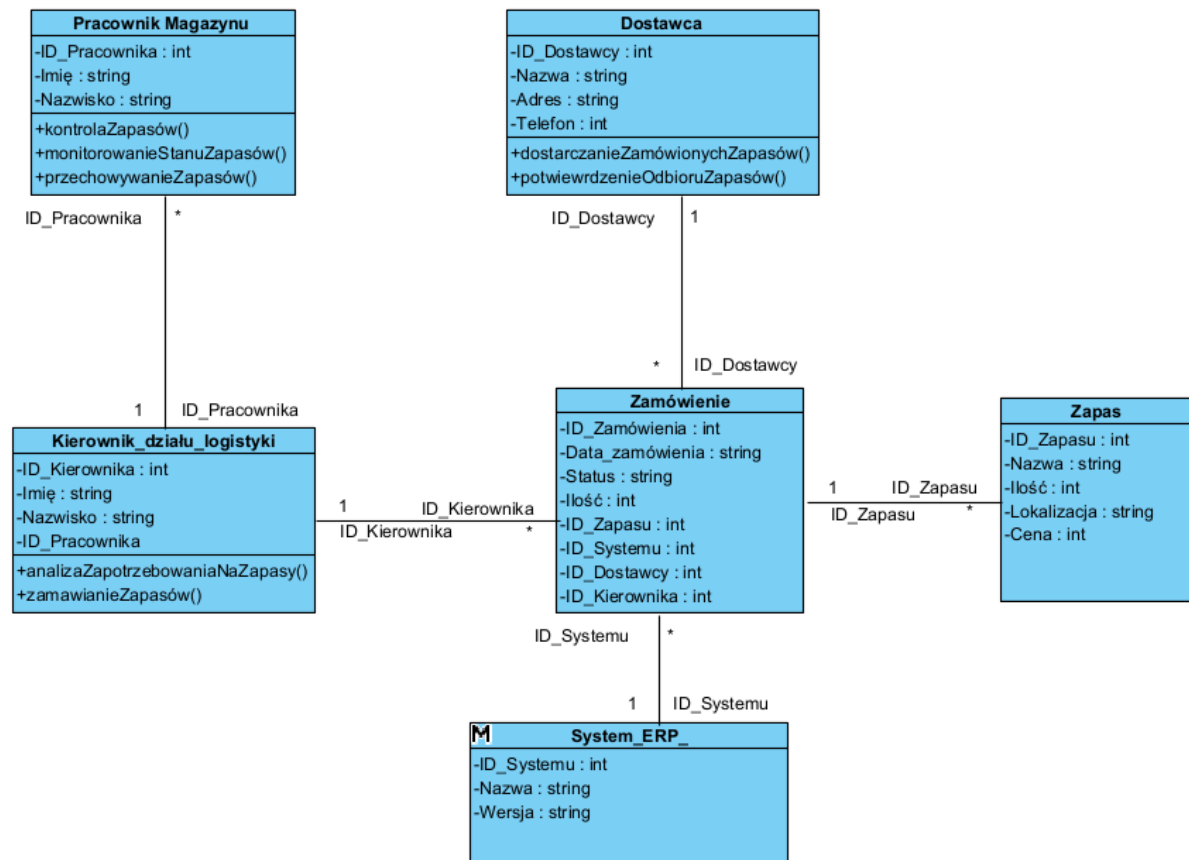 Pracownik Magazynu
-ID_Pracownika : int
-Imię : string
-Nazwisko : string
+kontrolaZapasów()
+monitorowanieStanuZapasów()
+przechowywanieZapasów()
ID_Pracownika *
Dostawca
-ID_Dostawcy : int
-Nazwa : string
-Adres : string
-Telefon : int
+dostarczanieZamówionychZapasów()
+potwiewrdzenieOdbioruZapasów()
ID_Dostawcy 1
* ID_Dostawcy
1 ID_Pracownika
Kierownik_działu_logistyki
-ID_Kierownika : int
-Imię : string
-Nazwisko : string
-ID_Pracownika
+analizaZapotrzebowaniaNaZapasy()
+zamawianieZapasów()
1 ID_Kierownika
ID_Kierownika *
Zamówienie
-ID_Zamówienia : int
-Data_zamówienia : string
-Status : string
-Ilość : int
-ID_Zapasu : int
-ID_Systemu : int
-ID_Dostawcy : int
-ID_Kierownika : int
1 ID_Zapasu
ID_Zapasu *
Zapas
-ID_Zapasu : int
-Nazwa : string
-Ilość : int
-Lokalizacja : string
-Cena : int
ID_Systemu *
1 ID_Systemu
M System_ERP_
-ID_Systemu : int
-Nazwa : string
-Wersja : string